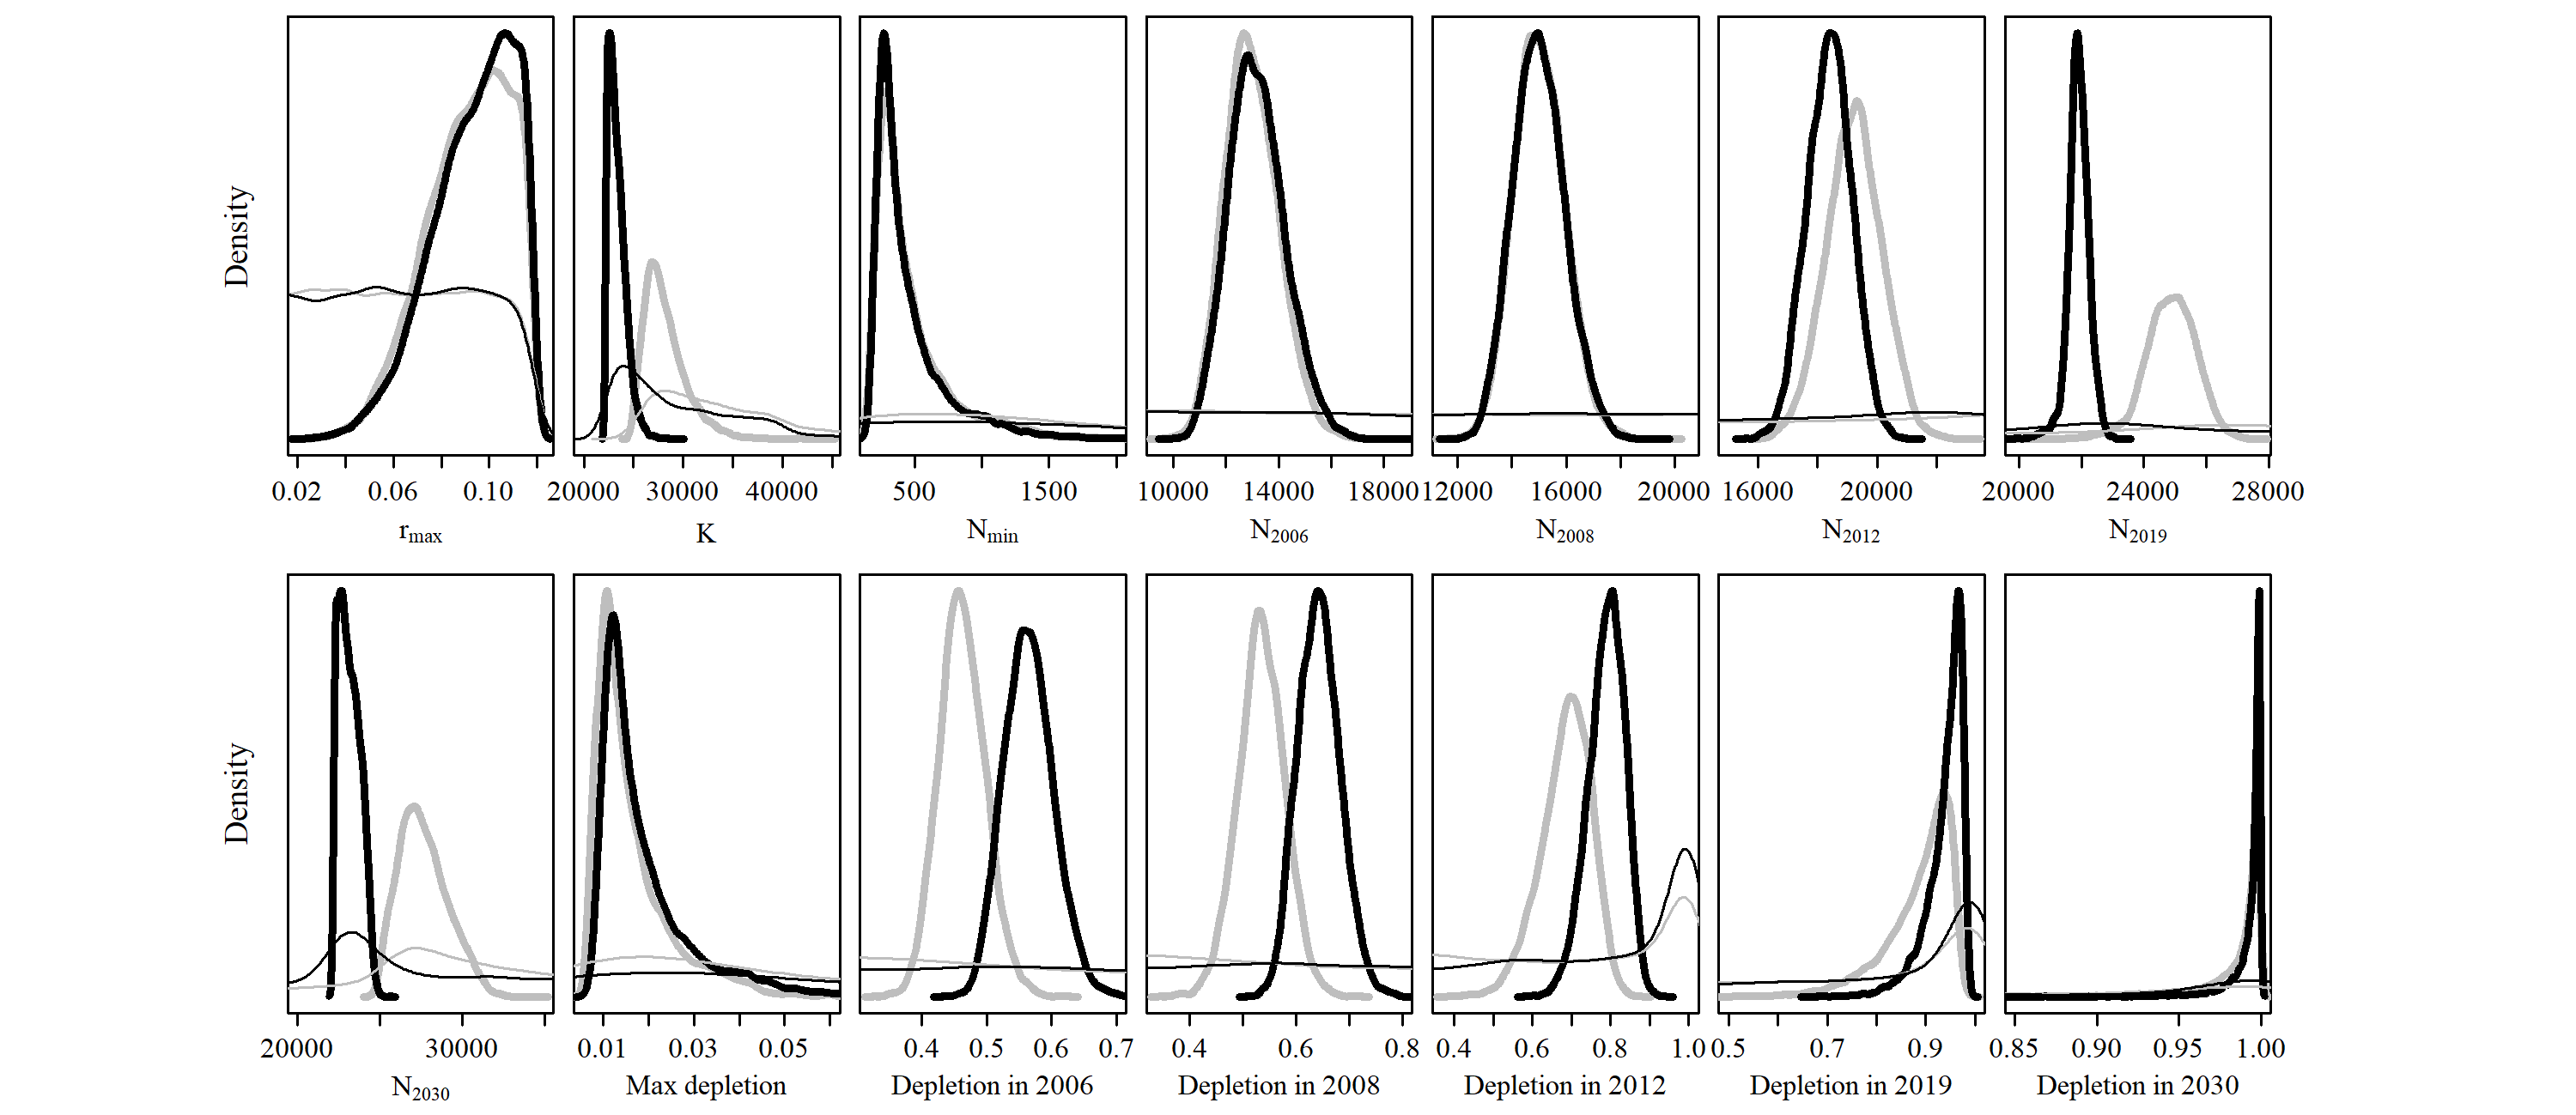 Density
0.02 0.06 0.10 20000 30000 40000 500 1500 10000 14000 18000 12000 16000 20000 16000 20000 20000 24000 28000
rmax K Nmin N2006 N2008 N2012 N2019
Density
20000 30000 0.01 0.03 0.05 0.4 0.5 0.6 0.7 0.4 0.6 0.8 0.4 0.6 0.8 1.0 0.5 0.7 0.9 0.85 0.90 0.95 1.00
N2030 Max depletion Depletion in 2006 Depletion in 2008 Depletion in 2012 Depletion in 2019 Depletion in 2030